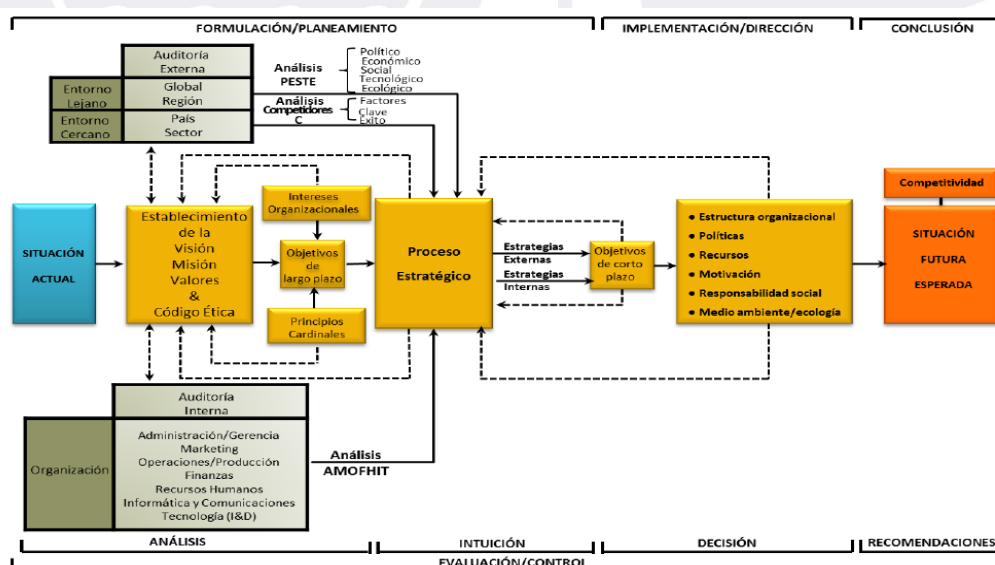 FORMULACIÓN/PLANEAMIENTO
IMPLEMENTACIÓN/DIRECCIÓN
CONCLUSIÓN
Auditoría
Externa
Entorno
Lejano
Global
Región
Entorno
Cercano
País
Sector
Análisis
PESTE
Político
Económico
Social
Tecnológico
Ecológico
Análisis
Competidores
C
Factores
Clave
Éxito
SITUACIÓN
ACTUAL
Establecimiento
de la
Visión
Misión
Valores
&
Código Ética
Intereses
Organizacionales
Objetivos de
largo plazo
Principios
Cardinales
Proceso
Estratégico
Estrategias
Externas
Estrategias
Internas
Objetivos
de corto
plazo
• Estructura organizacional
• Políticas
• Recursos
• Motivación
• Responsabilidad social
• Medio ambiente/ecología
Competitividad
SITUACIÓN
FUTURA
ESPERADA
Auditoría
Interna
Organización
Administración/Gerencia
Marketing
Operaciones/Producción
Finanzas
Recursos Humanos
Informática y Comunicaciones
Tecnología (I&D)
Análisis
AMOFHIT
ANÁLISIS
INTUICIÓN
DECISIÓN
RECOMENDACIONES
EVALUACIÓN/CONTROL